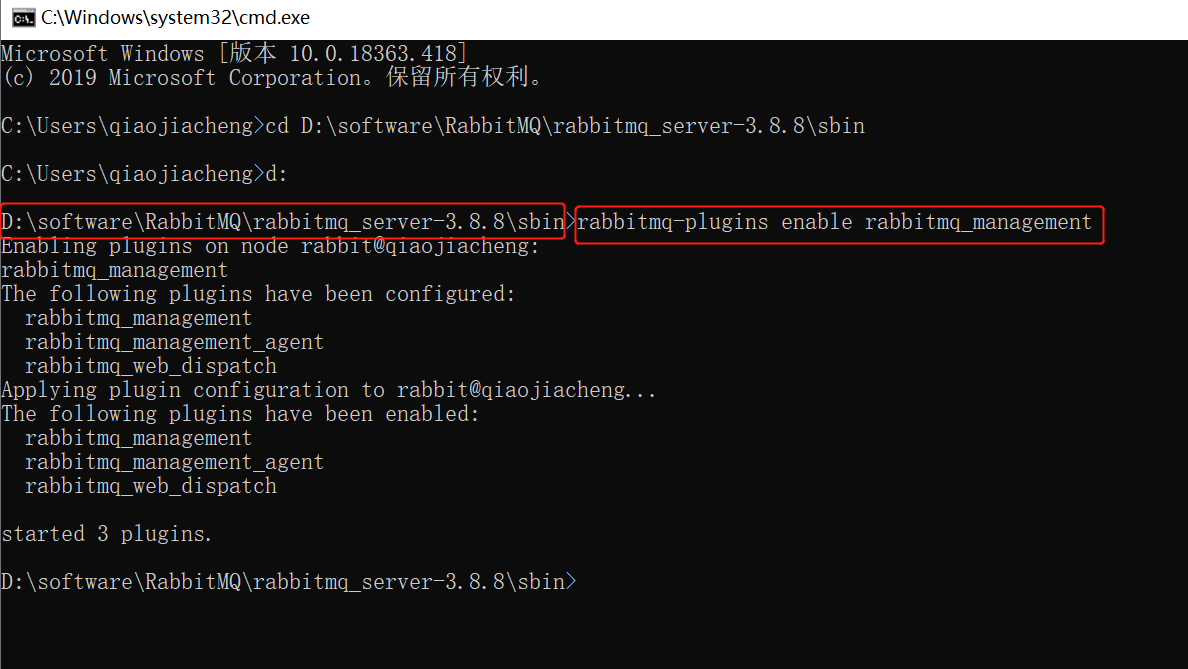 C:\Windows\system32\cmd.exe
Microsoft Windows [版本 10.0.18363.418]
(c) 2019 Microsoft Corporation。保留所有权利。
C:\Users\qiaojiacheng>cd D:\software\RabbitMQ\rabbitmq_server-3.8.8\sbin
C:\Users\qiaojiacheng>d:
D:\software\RabbitMQ\rabbitmq_server-3.8.8\sbin>rabbitmq-plugins enable rabbitmq_management
Enabling plugins on node rabbit@qiaojiacheng:
rabbitmq_management
The following plugins have been configured:
  rabbitmq_management
  rabbitmq_management_agent
  rabbitmq_web_dispatch
Applying plugin configuration to rabbit@qiaojiacheng...
The following plugins have been enabled:
  rabbitmq_management
  rabbitmq_management_agent
  rabbitmq_web_dispatch
started 3 plugins.
D:\software\RabbitMQ\rabbitmq_server-3.8.8\sbin>